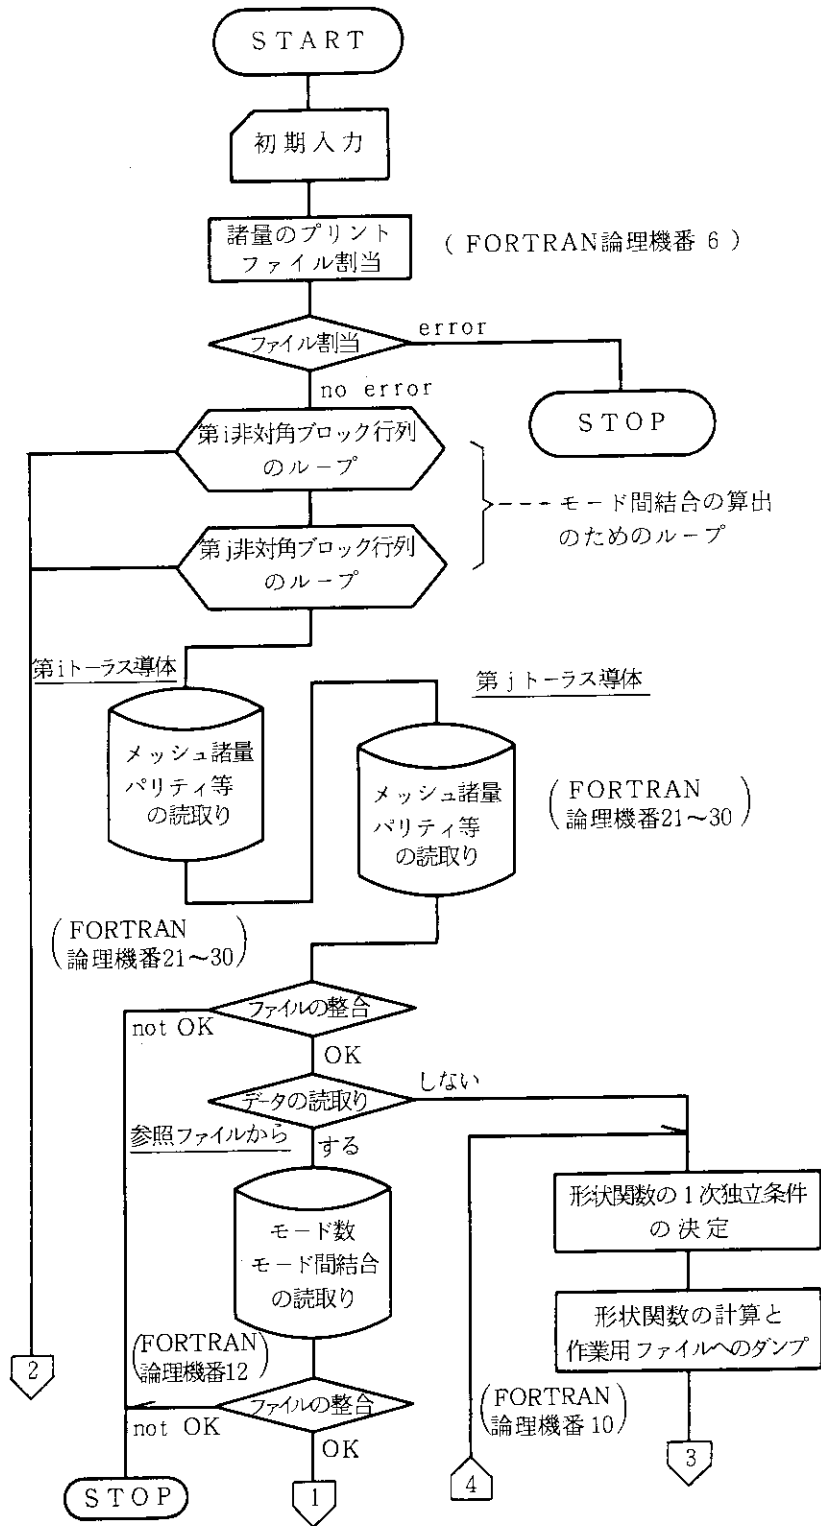 START
初期入力
諸量のプリント
ファイル割当
( FORTRAN論理機番 6 )
ファイル割当
error
no error
STOP
第i非対角ブロック行列
のループ
---モード間結合の算出
のためのループ
第j非対角ブロック行列
のループ
第iトーラス導体
第jトーラス導体
メッシュ諸量
パリティ等
の読取り
メッシュ諸量
パリティ等
の読取り
(FORTRAN
論理機番21〜30)
(FORTRAN
論理機番21〜30)
ファイルの整合
not OK
OK
データの読取り
しない
参照ファイルから
する
形状関数の1次独立条件
の決定
モード数
モード間結合
の読取り
形状関数の計算と
作業用ファイルへのダンプ
2
(FORTRAN
論理機番12)
(FORTRAN
論理機番10)
ファイルの整合
not OK
OK
3
4
STOP
1